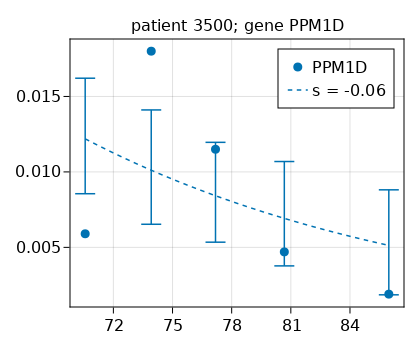 patient 3500; gene PPM1D
PPM1D
s = -0.06
0.015
0.010
0.005
72 75 78 81 84